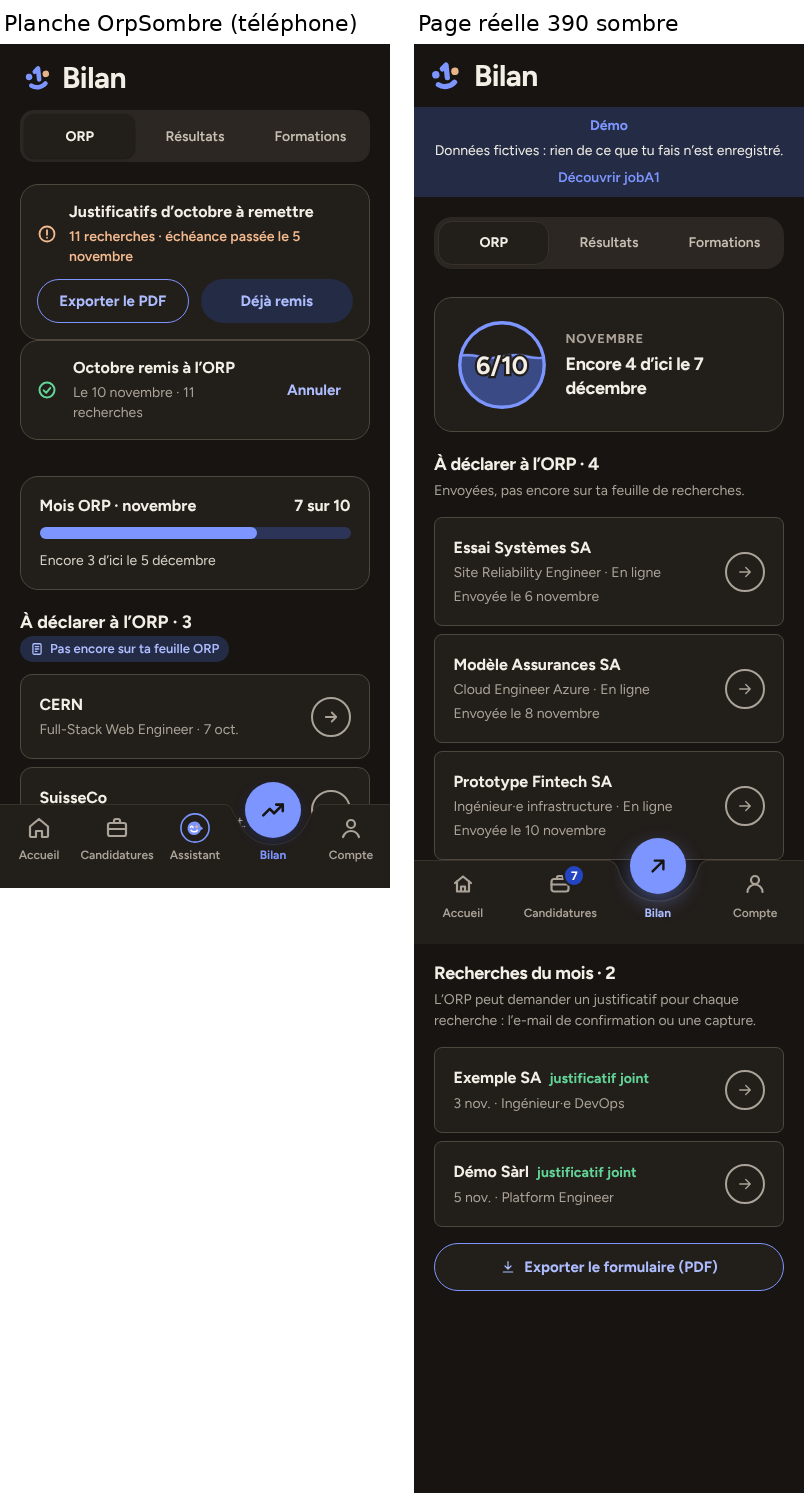 Planche OrpSombre (téléphone)
Bilan
ORP
Résultats
Formations
Justificatifs d’octobre à remettre
11 recherches · échéance passée le 5
novembre
Exporter le PDF
Déjà remis
Octobre remis à l’ORP
Le 10 novembre · 11
recherches
Annuler
Mois ORP · novembre
7 sur 10
Encore 3 d’ici le 5 décembre
À déclarer à l’ORP · 3
Pas encore sur ta feuille ORP
CERN
Full-Stack Web Engineer · 7 oct.
SuisseCo
Accueil
Candidatures
Assistant
Bilan
Compte
Page réelle 390 sombre
Bilan
Démo
Données fictives : rien de ce que tu fais n’est enregistré.
Découvrir jobA1
ORP
Résultats
Formations
6/10
NOVEMBRE
Encore 4 d’ici le 7
décembre
À déclarer à l’ORP · 4
Envoyées, pas encore sur ta feuille de recherches.
Essai Systèmes SA
Site Reliability Engineer · En ligne
Envoyée le 6 novembre
Modèle Assurances SA
Cloud Engineer Azure · En ligne
Envoyée le 8 novembre
Prototype Fintech SA
Ingénieur·e infrastructure · En ligne
Envoyée le 10 novembre
7
Accueil
Candidatures
Bilan
Compte
Recherches du mois · 2
L’ORP peut demander un justificatif pour chaque
recherche : l’e-mail de confirmation ou une capture.
Exemple SA justificatif joint
3 nov. · Ingénieur·e DevOps
Démo Sàrl justificatif joint
5 nov. · Platform Engineer
Exporter le formulaire (PDF)